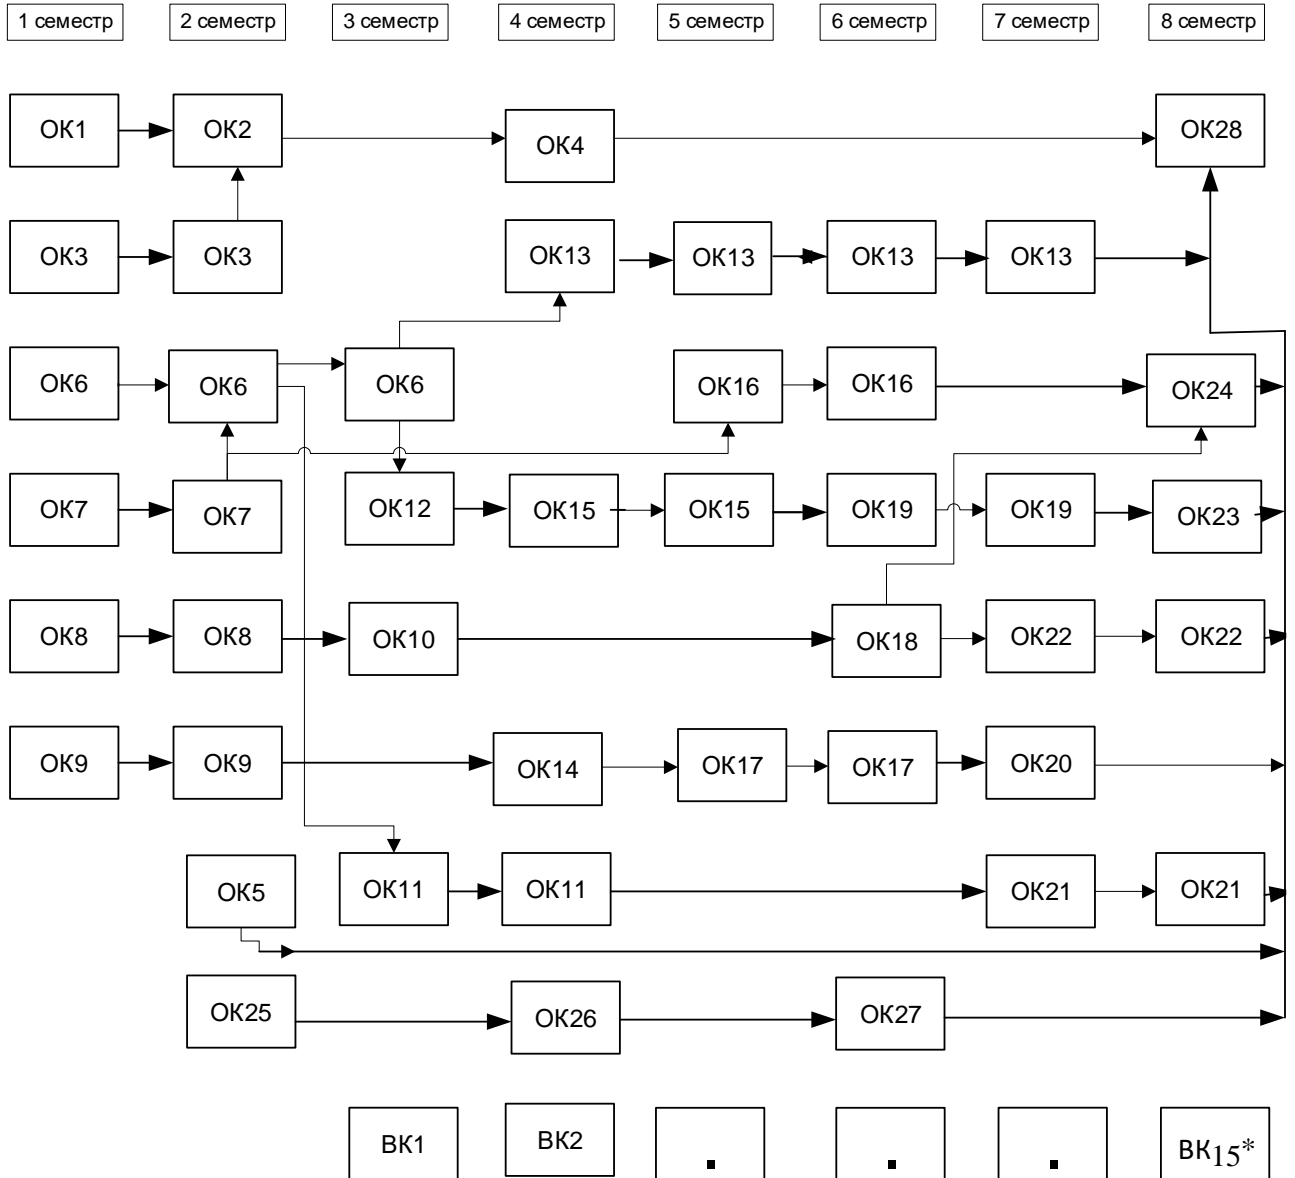 1 семестр 2 семестр 3 семестр 4 семестр 5 семестр 6 семестр 7 семестр 8 семестр
ОК1 ОК2 ОК4 ОК28
ОК3 ОК3 ОК13 ОК13 ОК13 ОК13
ОК6 ОК6 ОК6 ОК16 ОК16 ОК24
ОК7 ОК7 ОК12 ОК15 ОК15 ОК19 ОК19 ОК23
ОК8 ОК8 ОК10 ОК18 ОК22 ОК22
ОК9 ОК9 ОК14 ОК17 ОК17 ОК20
ОК5 ОК11 ОК11 ОК21 ОК21
ОК25 ОК26 ОК27
ВК1 ВК2 . . . ВК15*